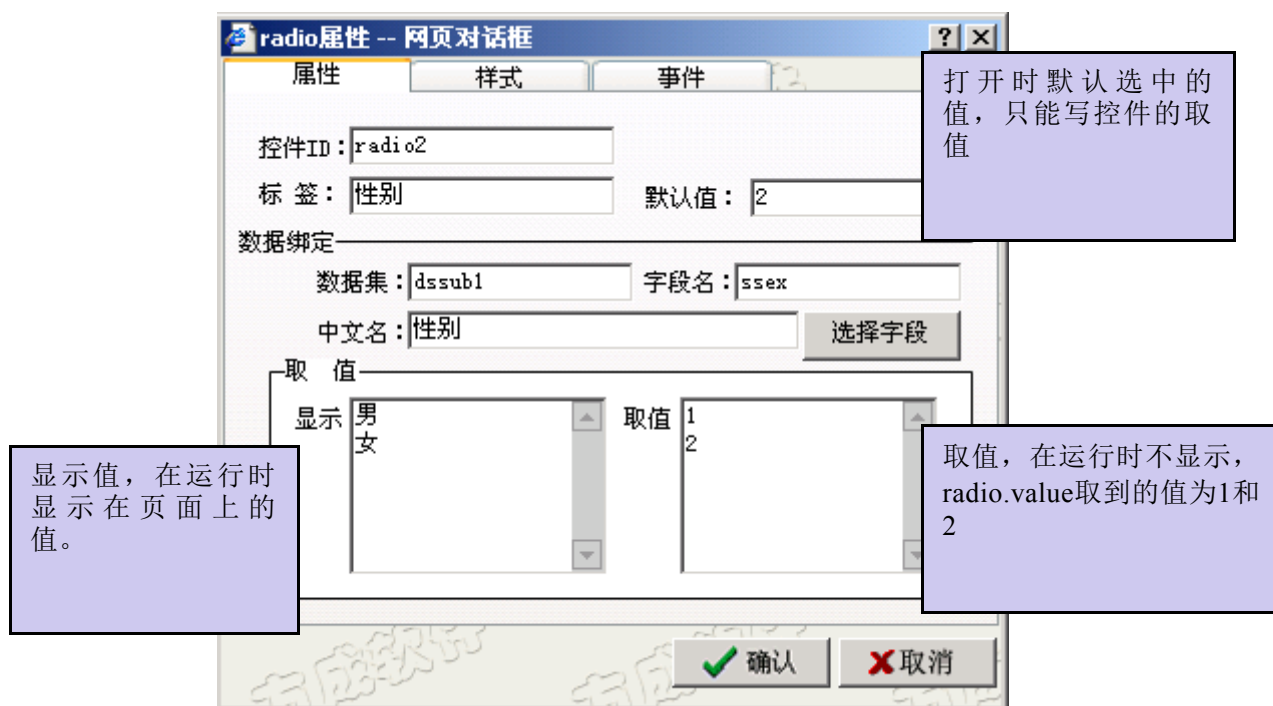 radio属性 -- 网页对话框
属性 样式 事件
打开时默认选中的
值，只能写控件的取
值
控件ID：radio2
标 签：性别 默认值：2
数据绑定
数据集：dssub1 字段名：ssex
中文名：性别 选择字段
取 值
显示 男 取值 1
女 2
显示值，在运行时
显示在页面上的
值。
取值，在运行时不显示，
radio.value取到的值为1和
2
确认 取消